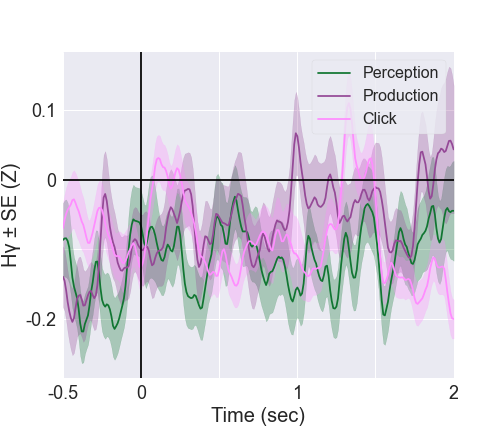 Perception
Production
Click
0.1
0
-0.2
Hγ ± SE (Z)
-0.5
0
1
2
Time (sec)